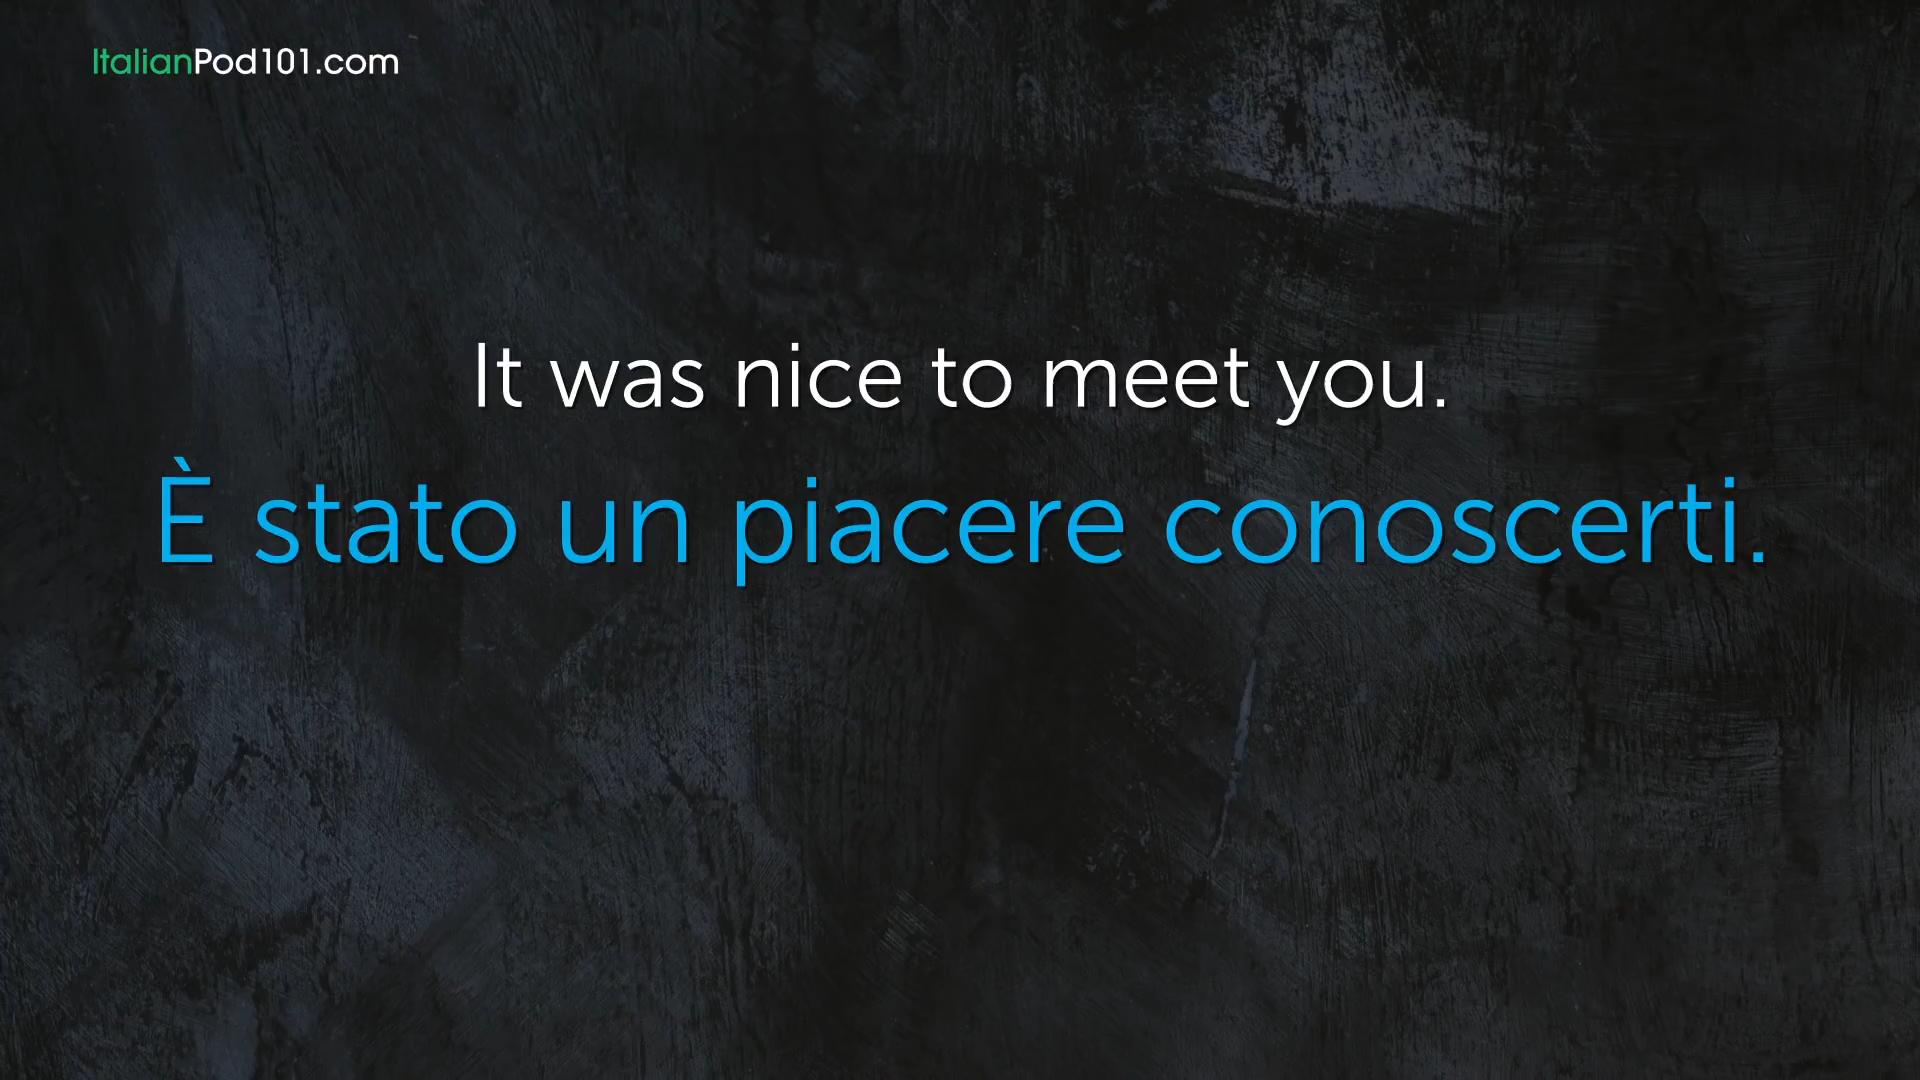 ItalianPod101.com
It was nice to meet you.
È stato un piacere conoscerti.